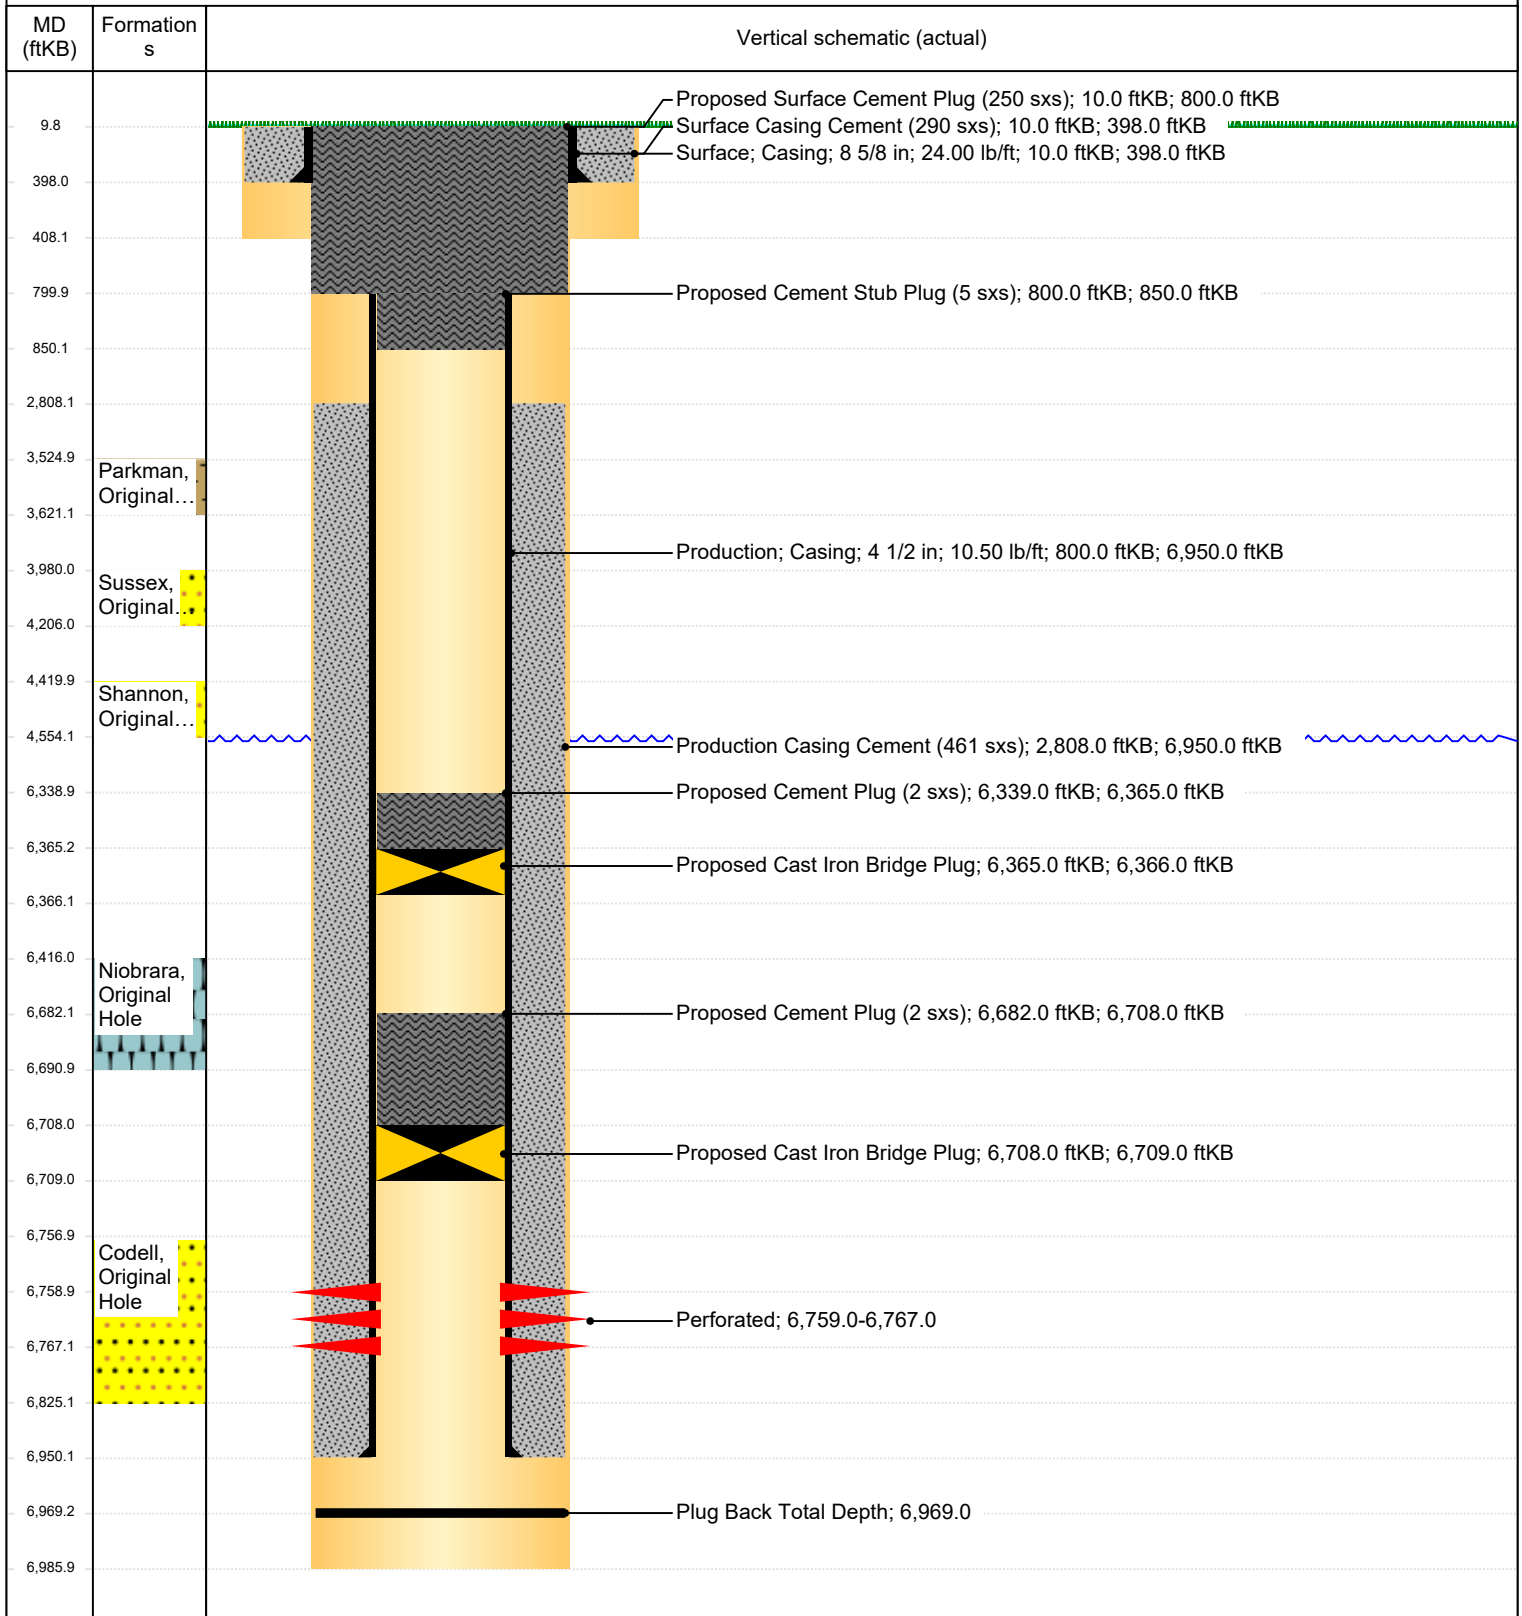 MD
(ftKB)
Formation
s
Vertical schematic (actual)
Proposed Surface Cement Plug (250 sxs); 10.0 ftKB; 800.0 ftKB
9.8
Surface Casing Cement (290 sxs); 10.0 ftKB; 398.0 ftKB
Surface; Casing; 8 5/8 in; 24.00 lb/ft; 10.0 ftKB; 398.0 ftKB
398.0
408.1
799.9
Proposed Cement Stub Plug (5 sxs); 800.0 ftKB; 850.0 ftKB
850.1
2,808.1
3,524.9
Parkman,
Original…
3,621.1
Production; Casing; 4 1/2 in; 10.50 lb/ft; 800.0 ftKB; 6,950.0 ftKB
3,980.0
Sussex,
Original…
4,206.0
4,419.9
Shannon,
Original…
4,554.1
Production Casing Cement (461 sxs); 2,808.0 ftKB; 6,950.0 ftKB
6,338.9
Proposed Cement Plug (2 sxs); 6,339.0 ftKB; 6,365.0 ftKB
6,365.2
Proposed Cast Iron Bridge Plug; 6,365.0 ftKB; 6,366.0 ftKB
6,366.1
6,416.0
Niobrara,
Original
Hole
6,682.1
Proposed Cement Plug (2 sxs); 6,682.0 ftKB; 6,708.0 ftKB
6,690.9
6,708.0
Proposed Cast Iron Bridge Plug; 6,708.0 ftKB; 6,709.0 ftKB
6,709.0
6,756.9
Codell,
Original
Hole
6,758.9
Perforated; 6,759.0-6,767.0
6,767.1
6,825.1
6,950.1
6,969.2
Plug Back Total Depth; 6,969.0
6,985.9